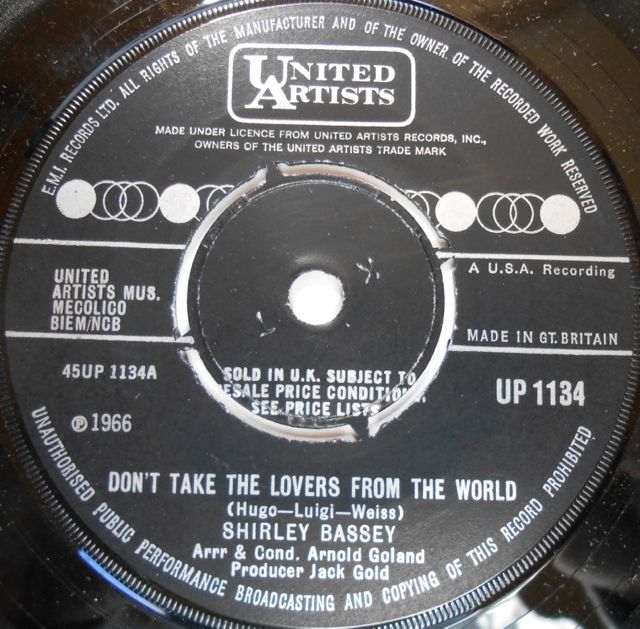 E.M.I. RECORDS LTD. ALL RIGHTS OF THE MANUFACTURER AND OF THE OWNER OF THE RECORDED WORK RESERVED
UNITED
ARTISTS
MADE UNDER LICENCE FROM UNITED ARTISTS RECORDS, INC.,
OWNERS OF THE UNITED ARTISTS TRADE MARK
UNITED
ARTISTS MUS.
MECOLICO
BIEM/NCB
A U.S.A. Recording
MADE IN GT. BRITAIN
45UP 1134A
SOLD IN U.K. SUBJECT TO
RESALE PRICE CONDITIONS,
SEE PRICE LISTS
UP 1134
℗ 1966
DON'T TAKE THE LOVERS FROM THE WORLD
(Hugo—Luigi—Weiss)
SHIRLEY BASSEY
Arrr & Cond. Arnold Goland
Producer Jack Gold
UNAUTHORISED PUBLIC PERFORMANCE BROADCASTING AND COPYING OF THIS RECORD PROHIBITED